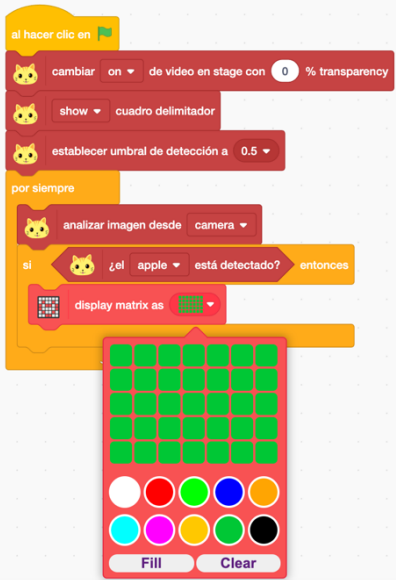 al hacer clic en
cambiar on de video en stage con 0 % transparency
show cuadro delimitador
establecer umbral de detección a 0.5
por siempre
analizar imagen desde camera
si ¿el apple está detectado? entonces
display matrix as
Fill Clear